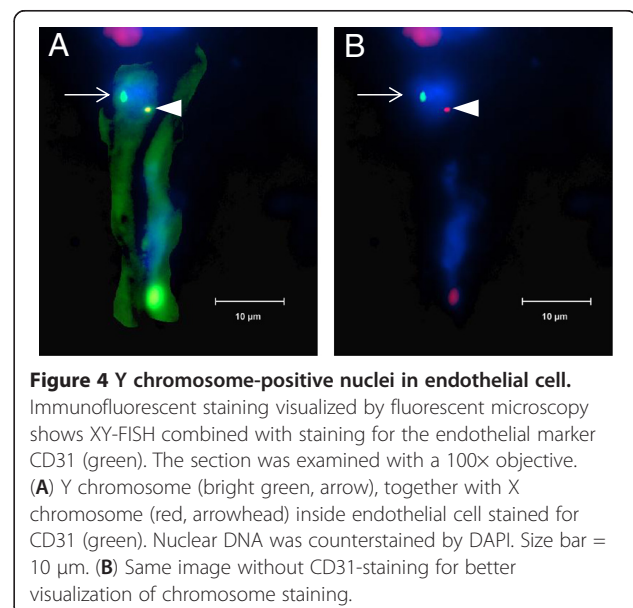 A
B
10 µm
10 µm
Figure 4 Y chromosome-positive nuclei in endothelial cell.
Immunofluorescent staining visualized by fluorescent microscopy
shows XY-FISH combined with staining for the endothelial marker
CD31 (green). The section was examined with a 100× objective.
(A) Y chromosome (bright green, arrow), together with X
chromosome (red, arrowhead) inside endothelial cell stained for
CD31 (green). Nuclear DNA was counterstained by DAPI. Size bar =
10 µm. (B) Same image without CD31-staining for better
visualization of chromosome staining.